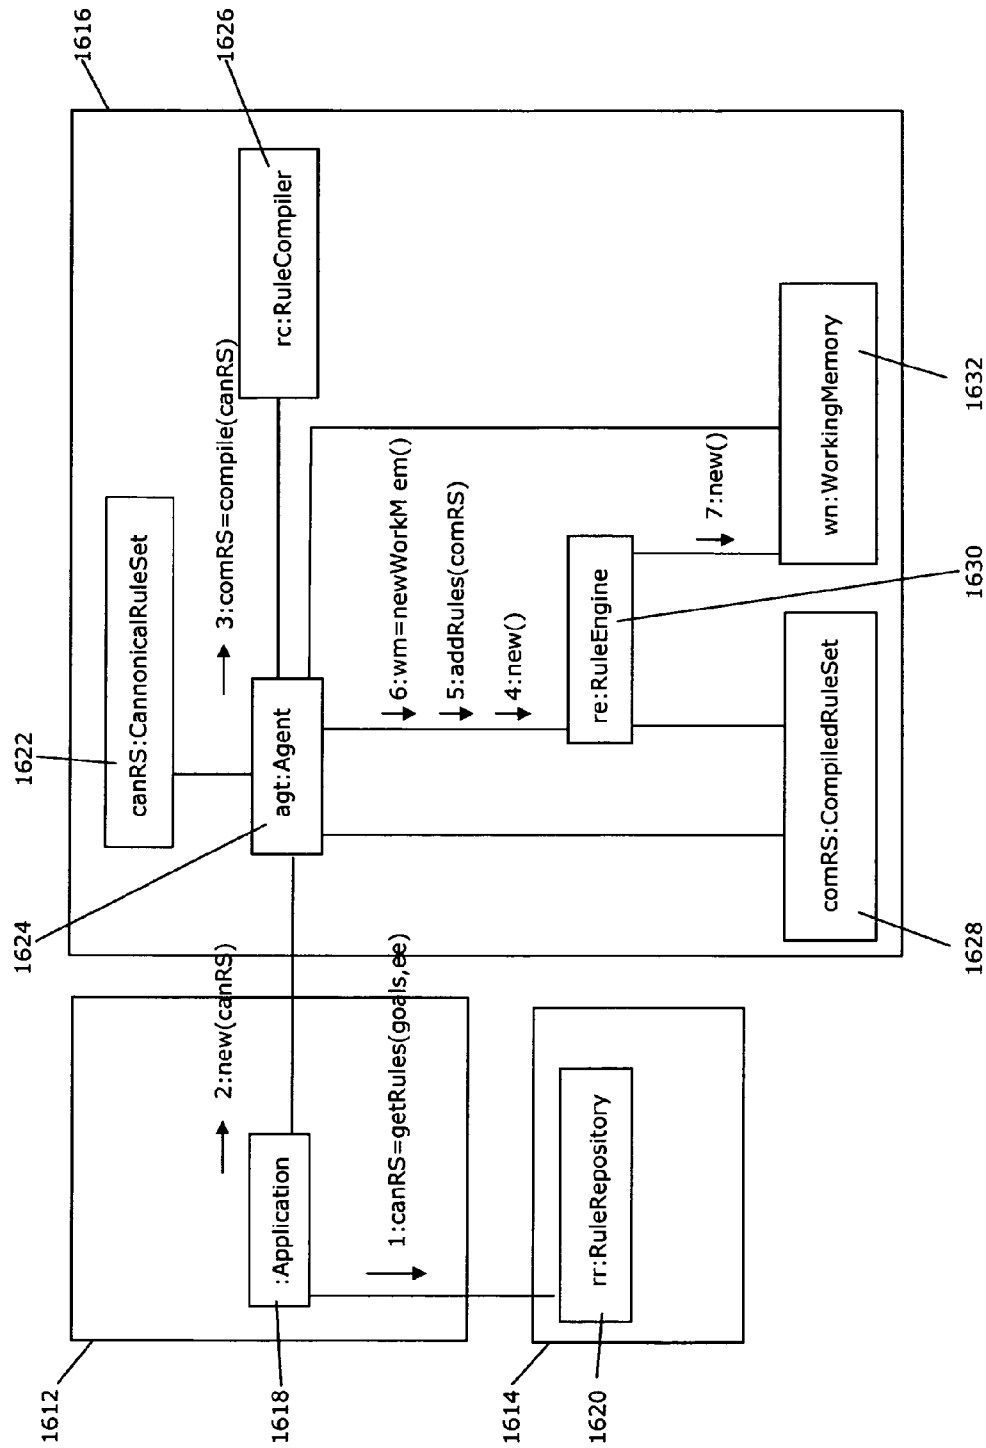 1616
1626
rc:RuleCompiler
3:comRS=compile(canRS)
canRS:CannonicalRuleSet
1622
agt:Agent
1624
6:wm=newWorkM em()
5:addRules(comRS)
4:new()
re:RuleEngine
1630
7:new()
wn:WorkingMemory
1632
comRS:CompiledRuleSet
1628
2:new(canRS)
:Application
1:canRS=getRules(goals,ee)
rr:RuleRepository
1612
1618
1614
1620